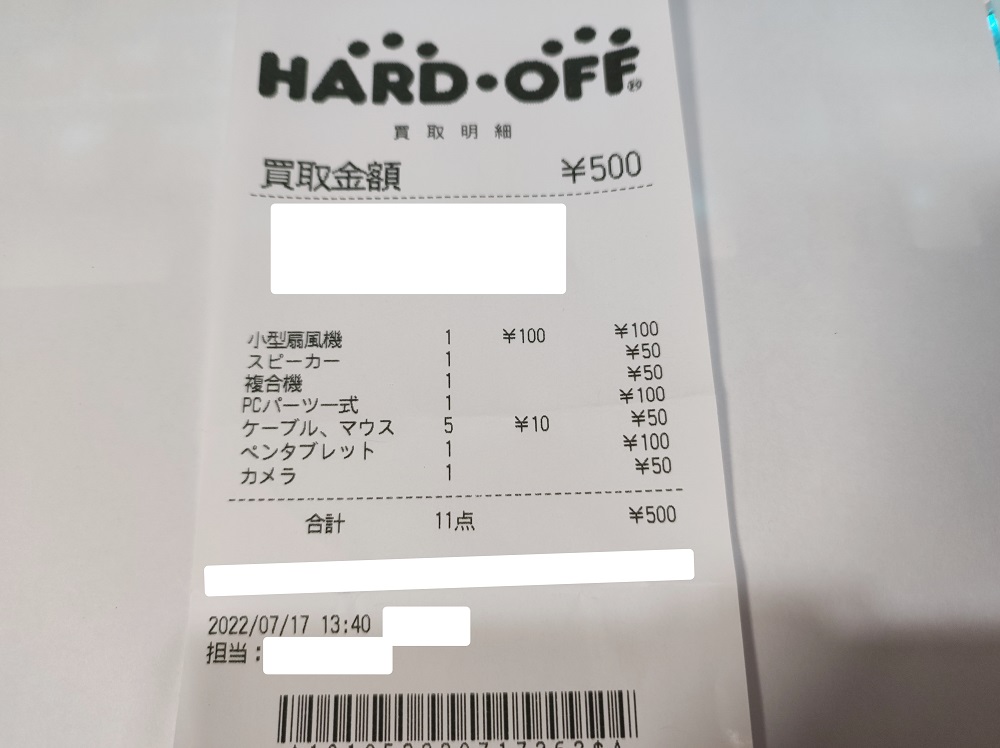 HARD・OFF®
買取明細
買取金額 ¥500
小型扇風機 1 ¥100 ¥100
スピーカー 1 ¥50
複合機 1 ¥50
PCパーツ一式 1 ¥100
ケーブル、マウス 5 ¥10 ¥50
ペンタブレット 1 ¥100
カメラ 1 ¥50
合計 11点 ¥500
2022/07/17 13:40
担当: